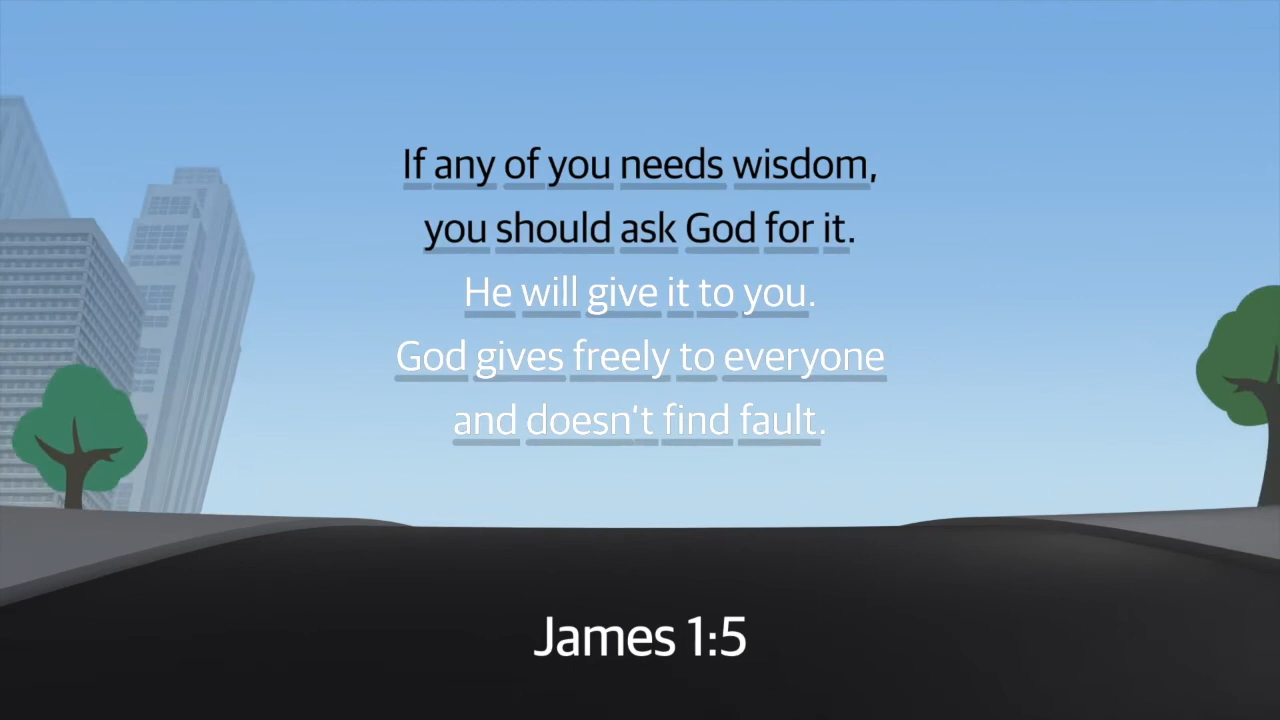 If any of you needs wisdom,
you should ask God for it.
He will give it to you.
God gives freely to everyone
and doesn't find fault.
James 1:5